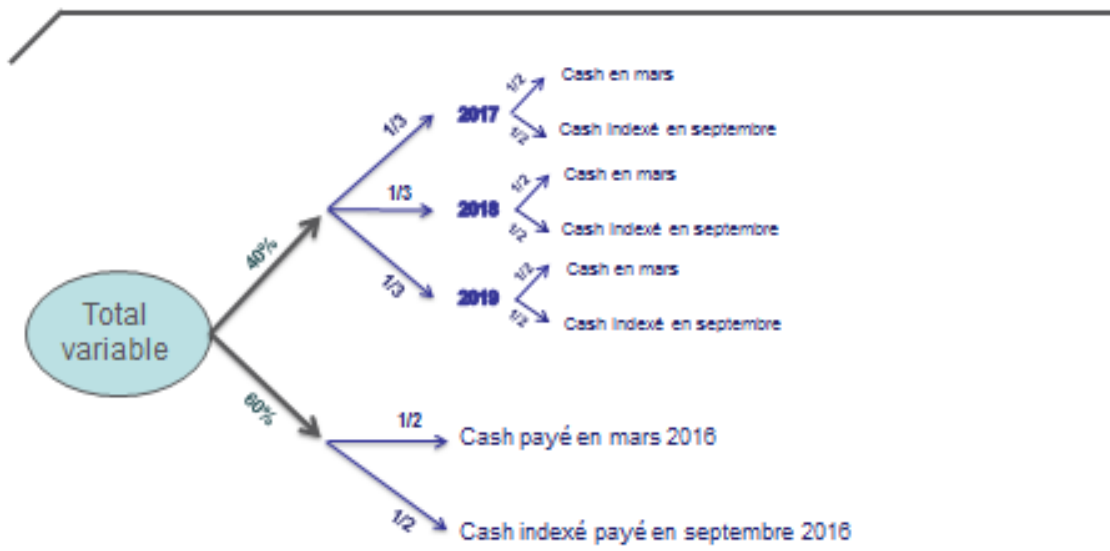 1/2
Cash en mars
1/3
2017
1/2
Cash indexé en septembre
1/2
Cash en mars
1/3
2018
1/2
Cash indexé en septembre
40%
1/2
Cash en mars
1/3
2019
1/2
Cash indexé en septembre
Total
variable
60%
1/2
Cash payé en mars 2016
1/2
Cash indexé payé en septembre 2016